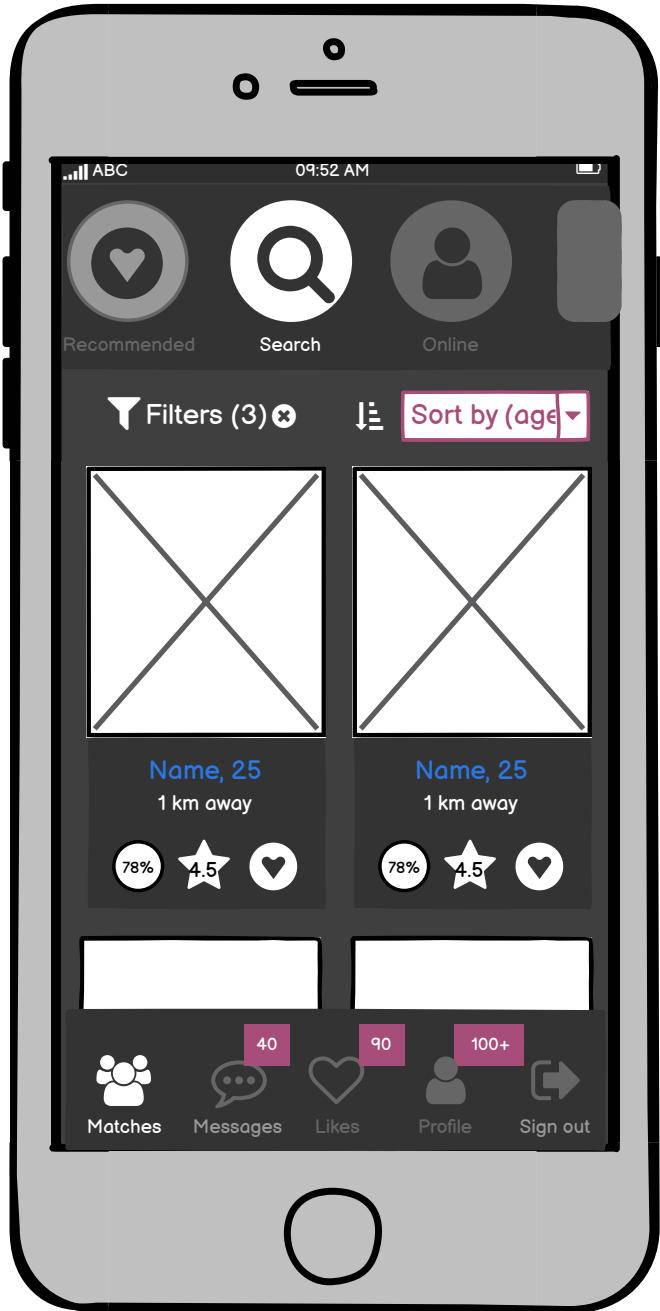 ABC 09:52 AM
Recommended Search Online
Filters (3) Sort by (age
Name, 25 Name, 25
1 km away 1 km away
78% 4.5 78% 4.5
40 90 100+
Matches Messages Likes Profile Sign out